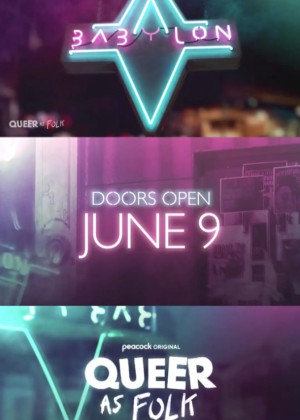 BABYLON
QUEER AS FOLK
DOORS OPEN
JUNE 9
peacock ORIGINAL
QUEER
AS FOLK